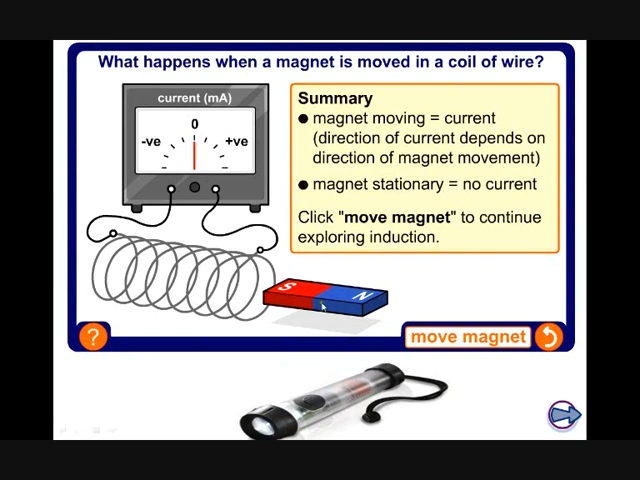 What happens when a magnet is moved in a coil of wire?
current (mA)
0
-ve
+ve
Summary
● magnet moving = current
(direction of current depends on
direction of magnet movement)
● magnet stationary = no current
Click "move magnet" to continue
exploring induction.
S
N
?
move magnet